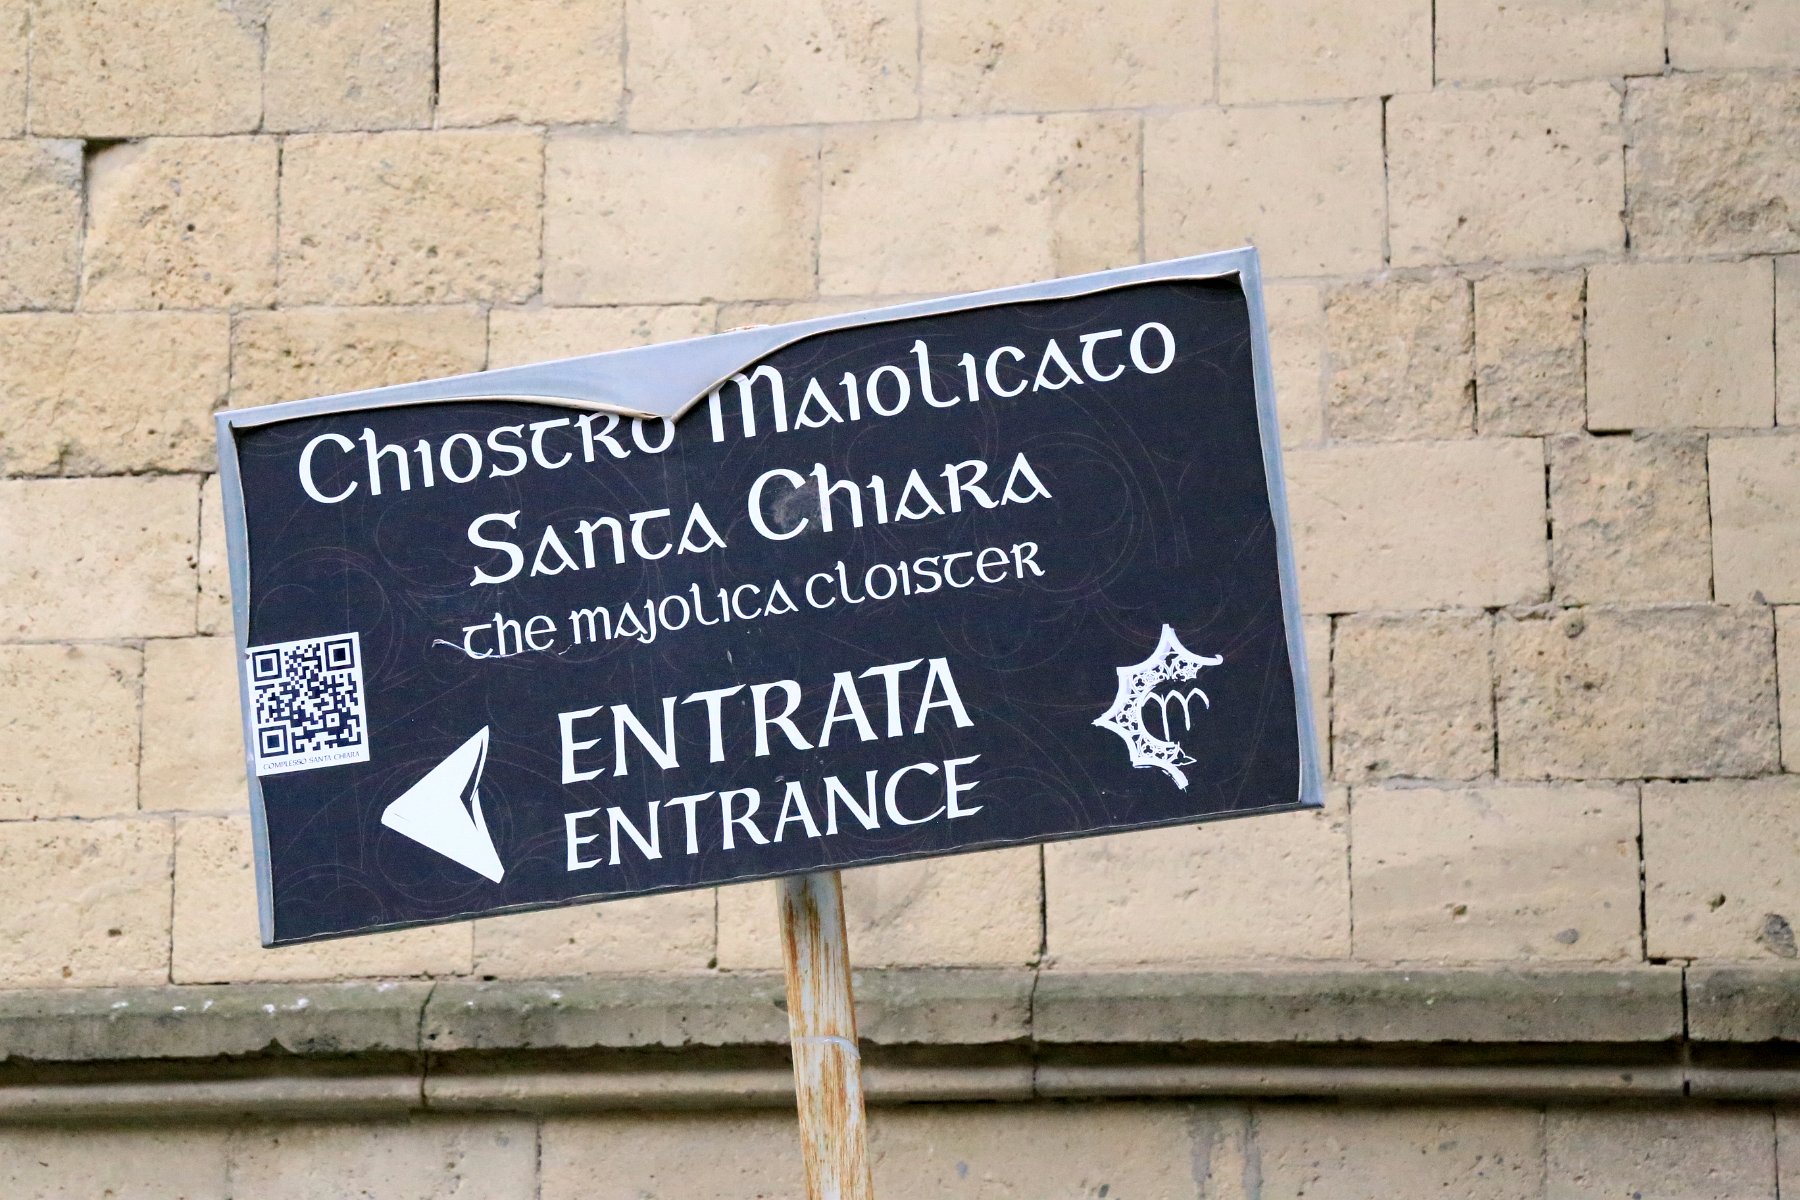 Chiostro Maiolicato
Santa Chiara
the majolica cloister
COMPLESSO SANTA CHIARA
ENTRATA
ENTRANCE
m